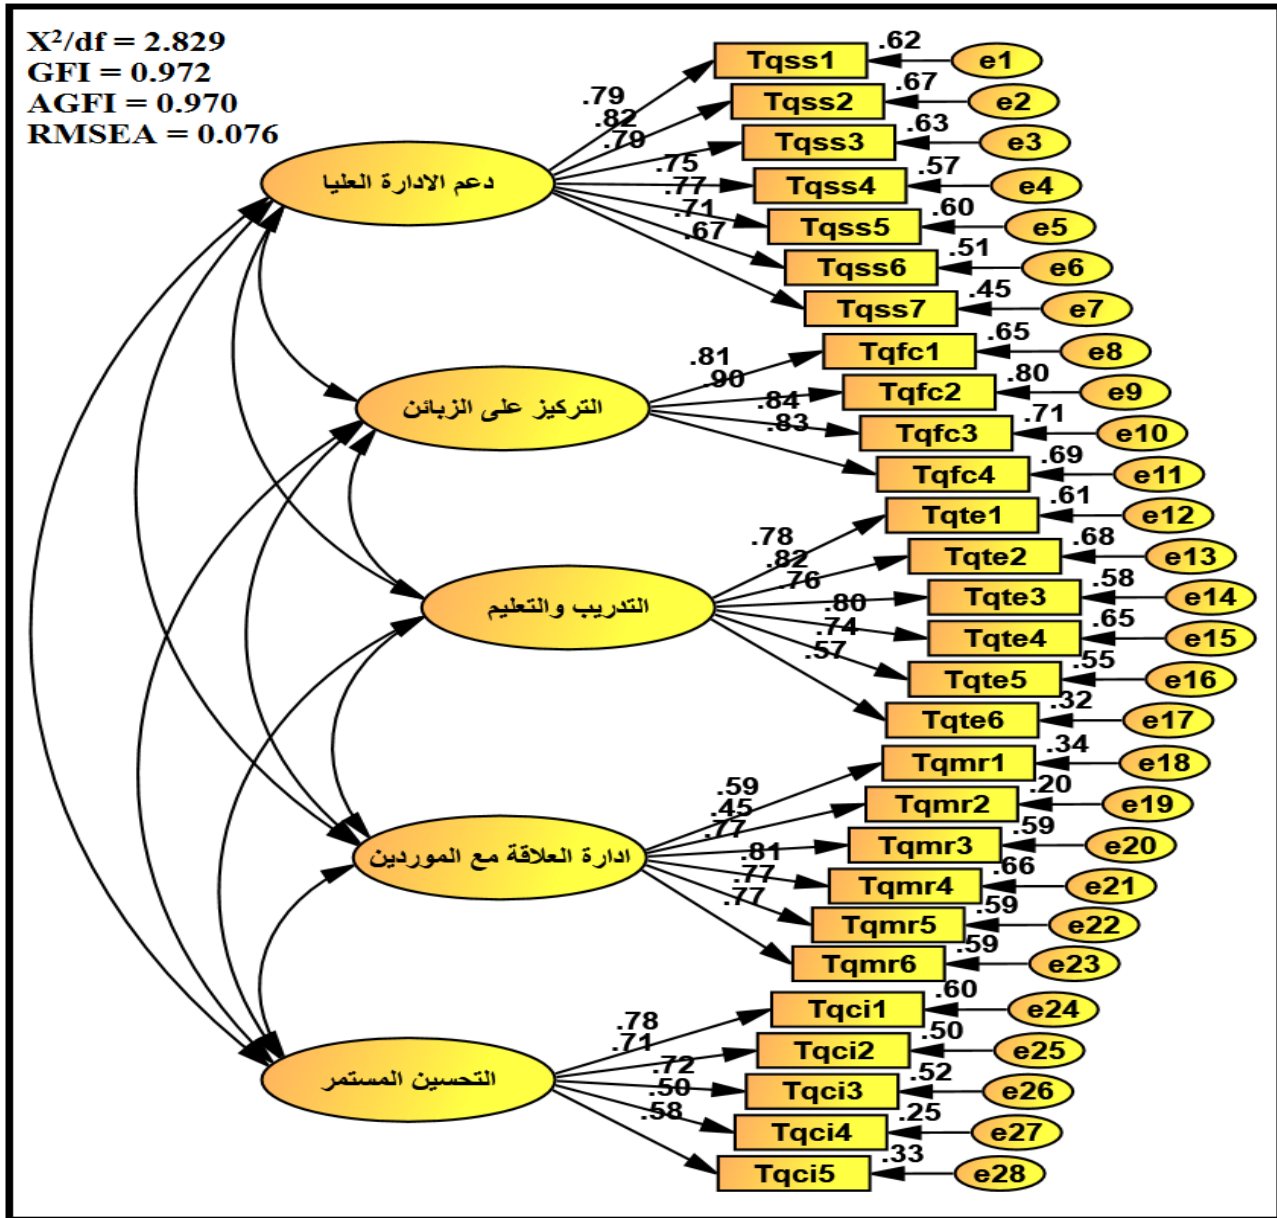 X²/df = 2.829
GFI = 0.972
AGFI = 0.970
RMSEA = 0.076
دعم الادارة العليا
.79
.82
.79
.75
.77
.71
.67
Tqss1 .62 e1
Tqss2 .67 e2
Tqss3 .63 e3
Tqss4 .57 e4
Tqss5 .60 e5
Tqss6 .51 e6
Tqss7 .45 e7
التركيز على الزبائن
.81
.90
.84
.83
Tqfc1 .65 e8
Tqfc2 .80 e9
Tqfc3 .71 e10
Tqfc4 .69 e11
التدريب والتعليم
.78
.82
.76
.80
.74
.57
Tqte1 .61 e12
Tqte2 .68 e13
Tqte3 .58 e14
Tqte4 .65 e15
Tqte5 .55 e16
Tqte6 .32 e17
ادارة العلاقة مع الموردين
.59
.45
.77
.81
.77
.77
Tqmr1 .34 e18
Tqmr2 .20 e19
Tqmr3 .59 e20
Tqmr4 .66 e21
Tqmr5 .59 e22
Tqmr6 .59 e23
التحسين المستمر
.78
.71
.72
.50
.58
Tqci1 .60 e24
Tqci2 .50 e25
Tqci3 .52 e26
Tqci4 .25 e27
Tqci5 .33 e28